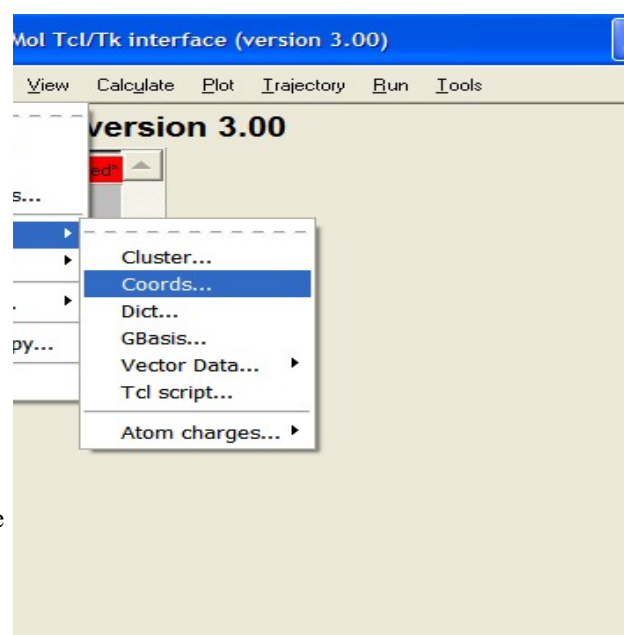 Mol Tcl/Tk interface (version 3.00)
View Calculate Plot Trajectory Run Tools
version 3.00
ed*
s...
Cluster...
Coords...
Dict...
. GBasis...
py... Vector Data...
Tcl script...
Atom charges...
e